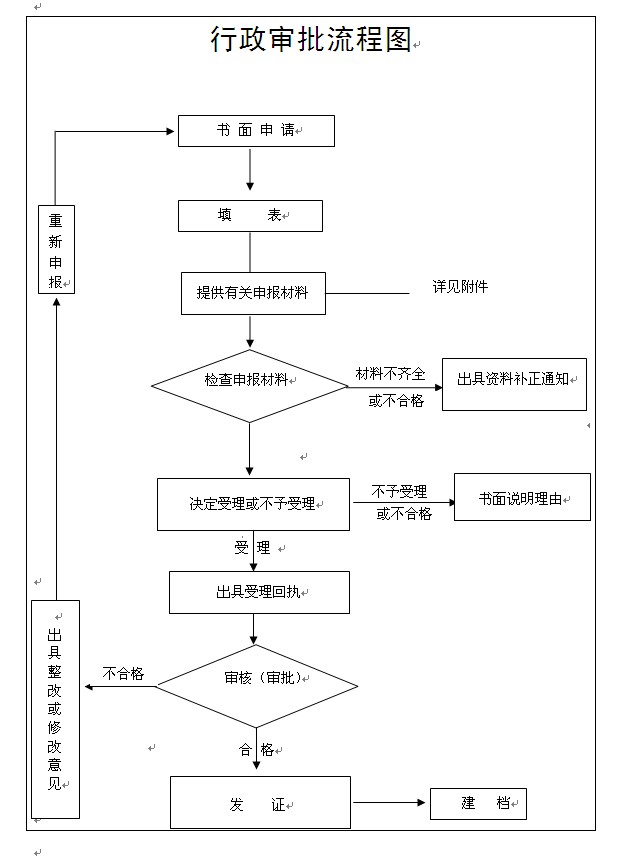 行政审批流程图
书 面 申 请
重新申报
填 表
提供有关申报材料
详见附件
检查申报材料
材料不齐全
或不合格
出具资料补正通知
决定受理或不予受理
不予受理
或不合格
书面说明理由
受 理
出具受理回执
审核（审批）
不合格
出具整改或修改意见
合 格
发 证
建 档